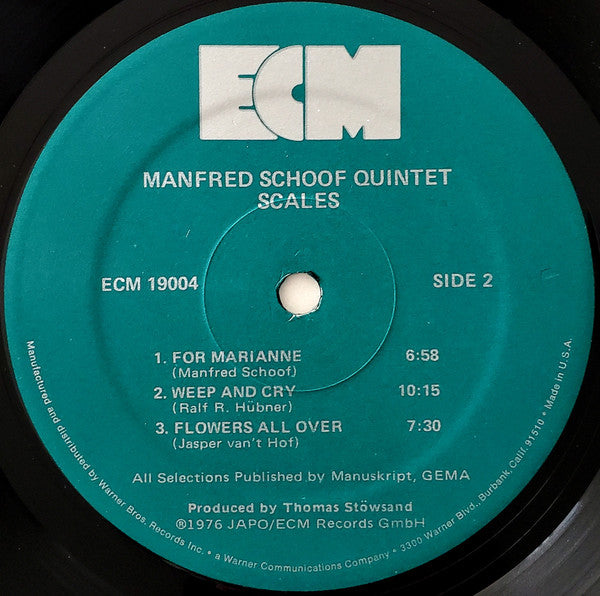 ECM
MANFRED SCHOOF QUINTET
SCALES
ECM 19004
SIDE 2
1. FOR MARIANNE 6:58
(Manfred Schoof)
2. WEEP AND CRY 10:15
(Ralf R. Hübner)
3. FLOWERS ALL OVER 7:30
(Jasper van't Hof)
All Selections Published by Manuskript, GEMA
Produced by Thomas Stöwsand
℗1976 JAPO/ECM Records GmbH
Manufactured and distributed by Warner Bros. Records Inc. • a Warner Communications Company • 3300 Warner Blvd., Burbank, Calif. 91510 • Made in U.S.A.